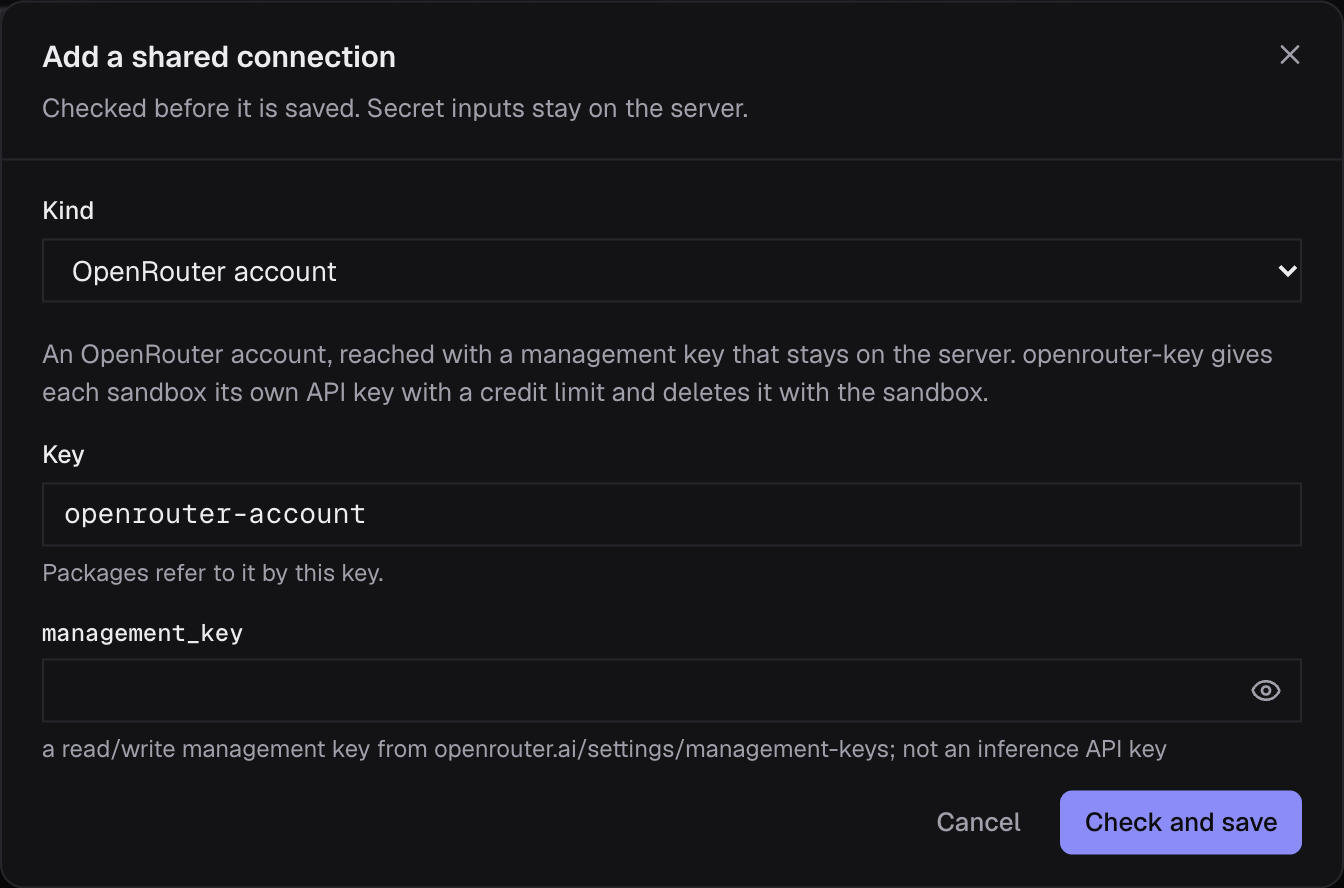 Add a shared connection
Checked before it is saved. Secret inputs stay on the server.
Kind
OpenRouter account
An OpenRouter account, reached with a management key that stays on the server. openrouter-key gives
each sandbox its own API key with a credit limit and deletes it with the sandbox.
Key
openrouter-account
Packages refer to it by this key.
management_key
a read/write management key from openrouter.ai/settings/management-keys; not an inference API key
Cancel
Check and save